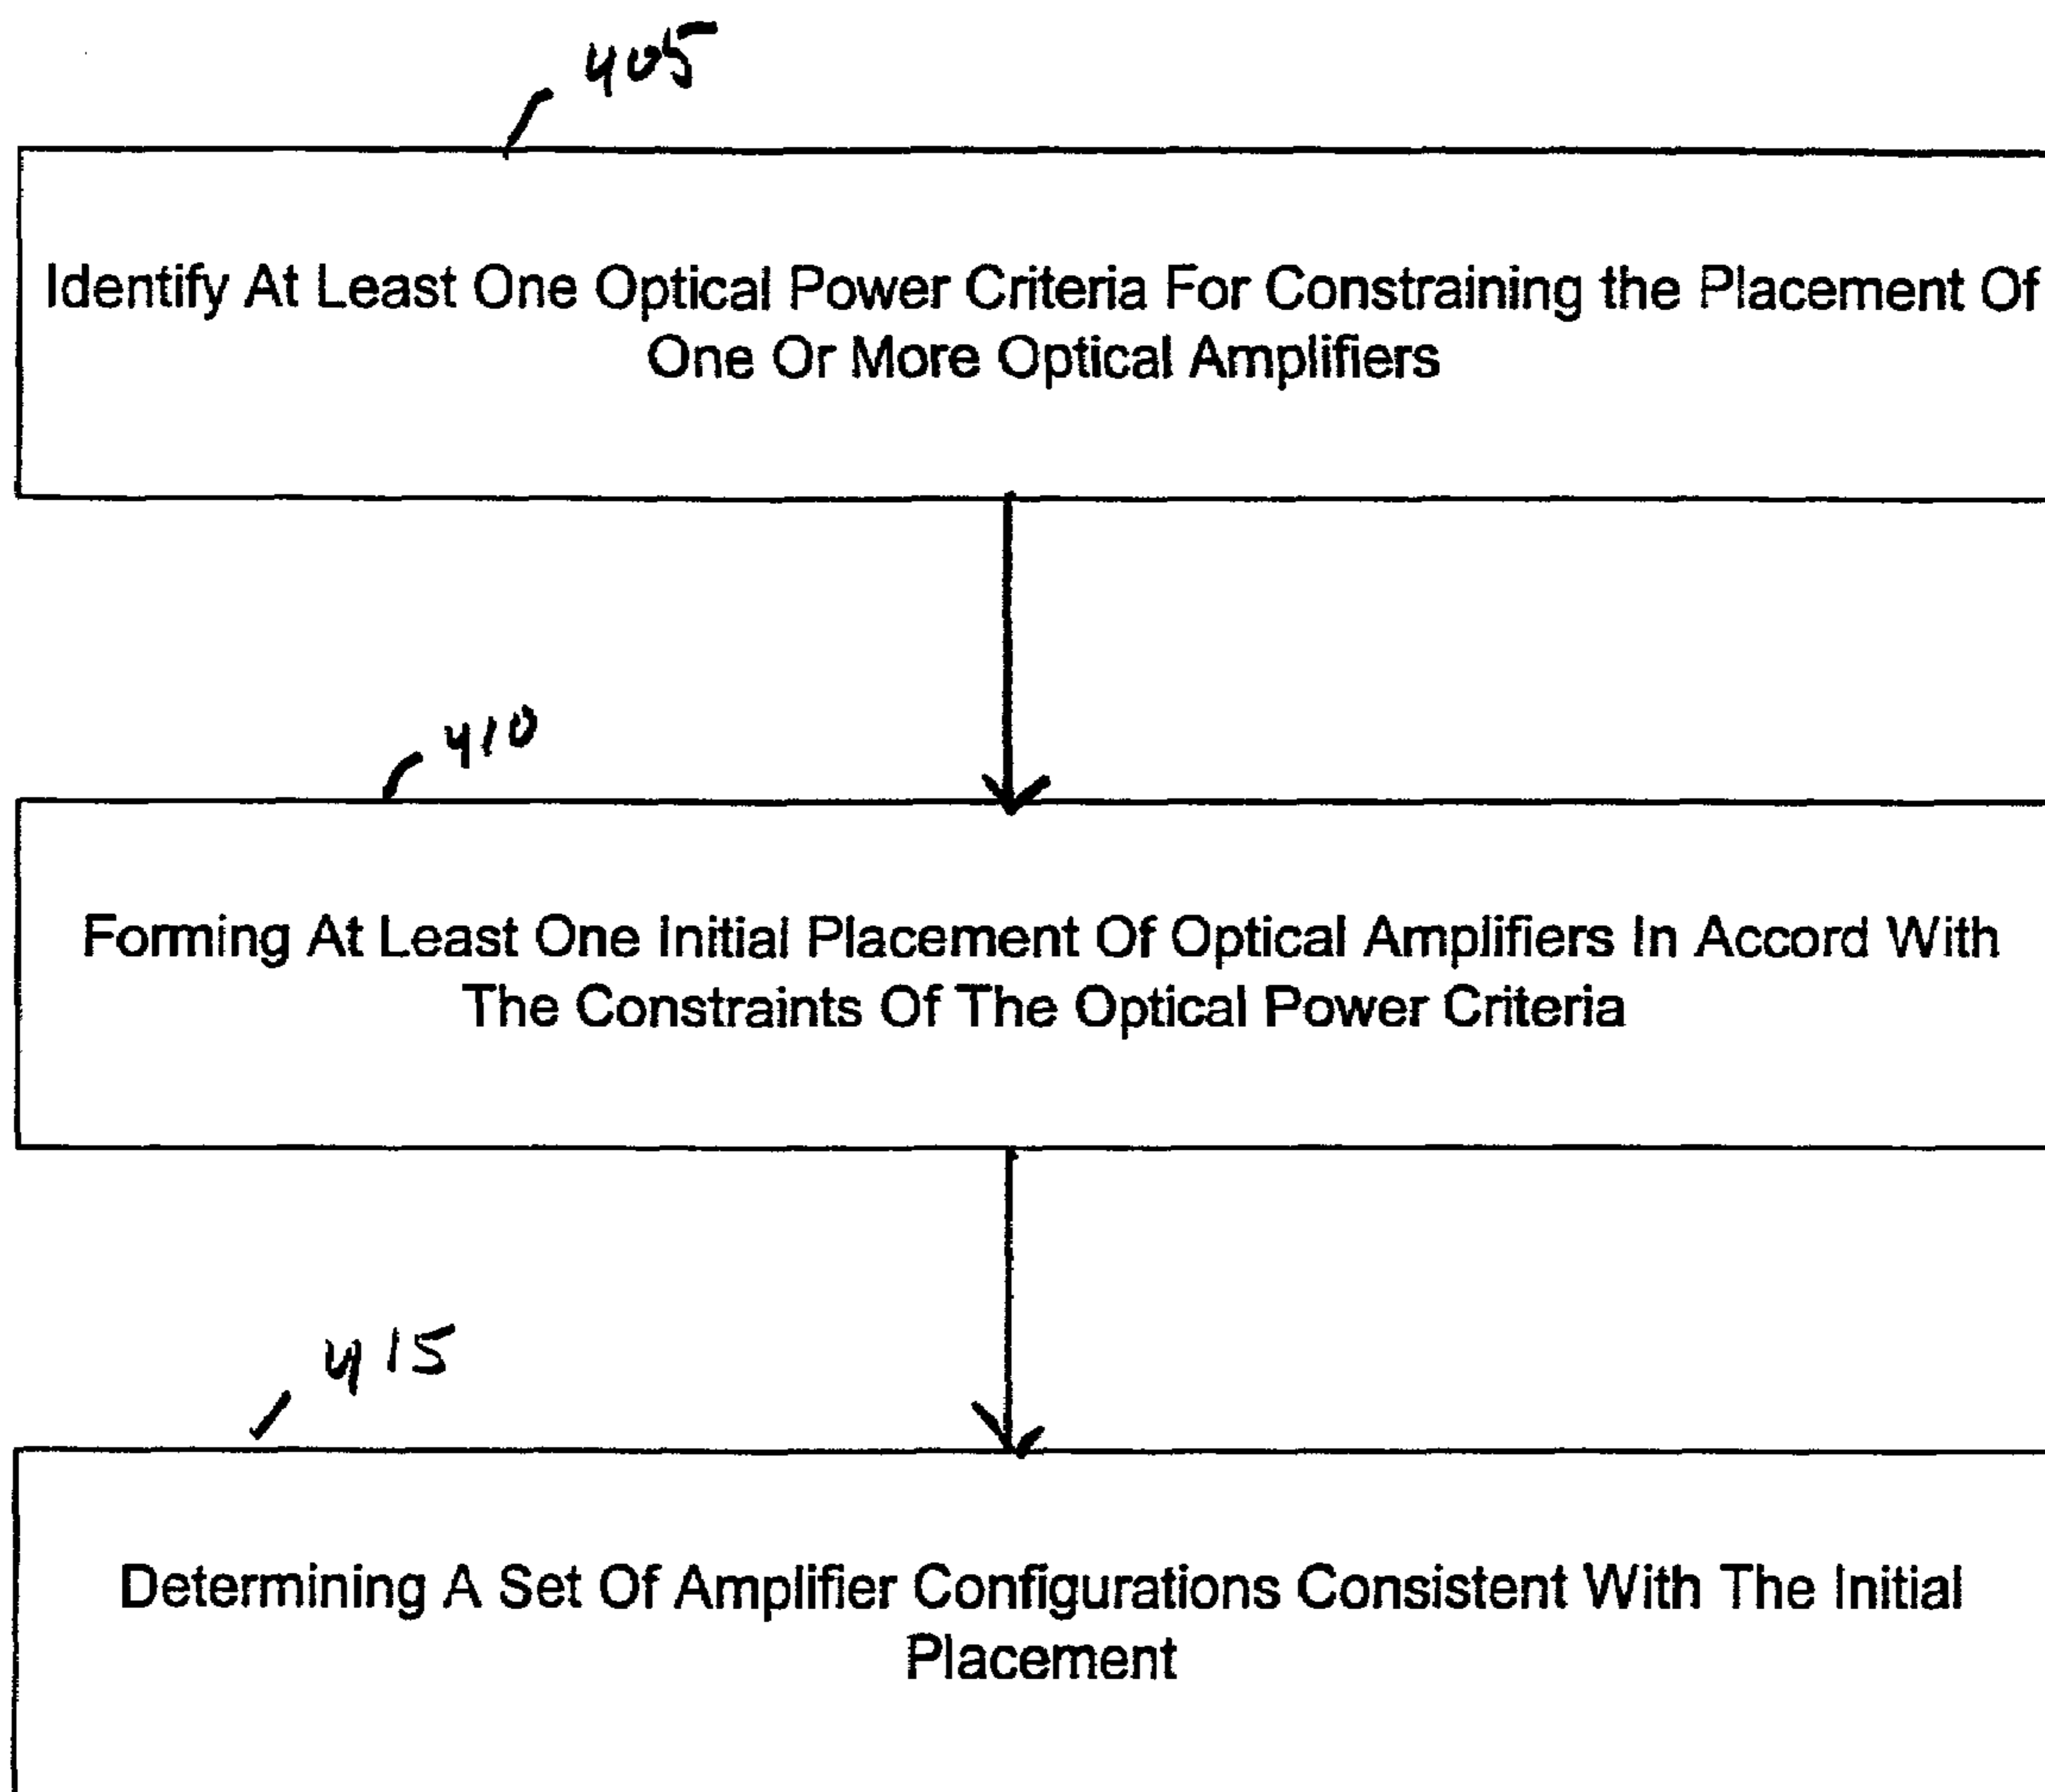 405
Identify At Least One Optical Power Criteria For Constraining the Placement Of
One Or More Optical Amplifiers
410
Forming At Least One Initial Placement Of Optical Amplifiers In Accord With
The Constraints Of The Optical Power Criteria
415
Determining A Set Of Amplifier Configurations Consistent With The Initial
Placement